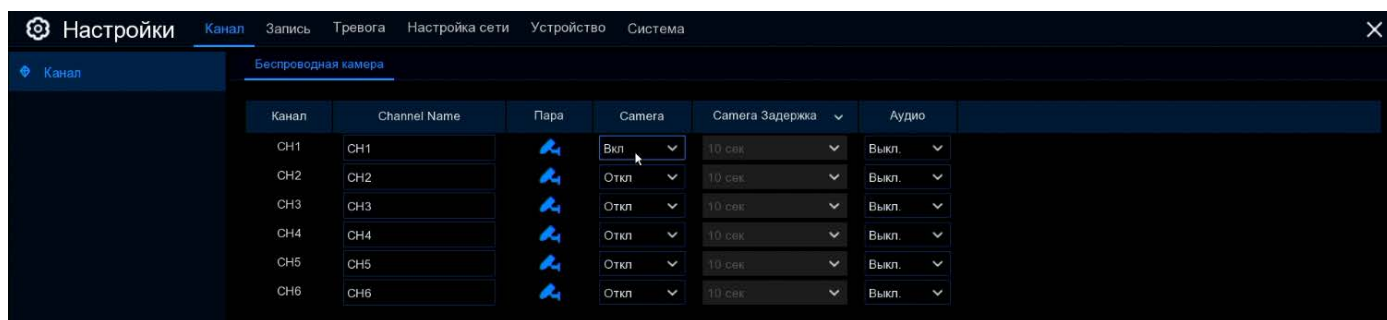 Настройки Канал Запись Тревога Настройка сети Устройство Система
Канал
Беспроводная камера
Канал Channel Name Пара Camera Camera Задержка Аудио
CH1 CH1 Вкл 10 сек Выкл.
CH2 CH2 Откл 10 сек Выкл.
CH3 CH3 Откл 10 сек Выкл.
CH4 CH4 Откл 10 сек Выкл.
CH5 CH5 Откл 10 сек Выкл.
CH6 CH6 Откл 10 сек Выкл.